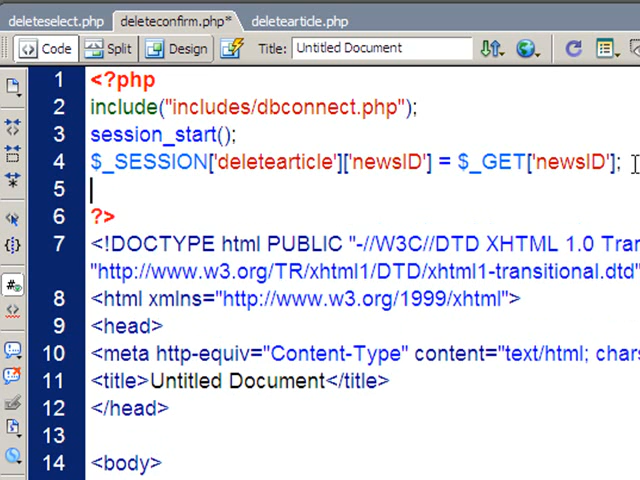 deleteselect.php deleteconfirm.php* deletearticle.php
Code Split Design Title: Untitled Document
1 <?php
2 include("includes/dbconnect.php");
3 session_start();
4 $_SESSION['deletearticle']['newsID'] = $_GET['newsID'];
5
6 ?>
7 <!DOCTYPE html PUBLIC "-//W3C//DTD XHTML 1.0 Tran
"http://www.w3.org/TR/xhtml1/DTD/xhtml1-transitional.dtd"
8 <html xmlns="http://www.w3.org/1999/xhtml">
9 <head>
10 <meta http-equiv="Content-Type" content="text/html; chars
11 <title>Untitled Document</title>
12 </head>
13
14 <body>